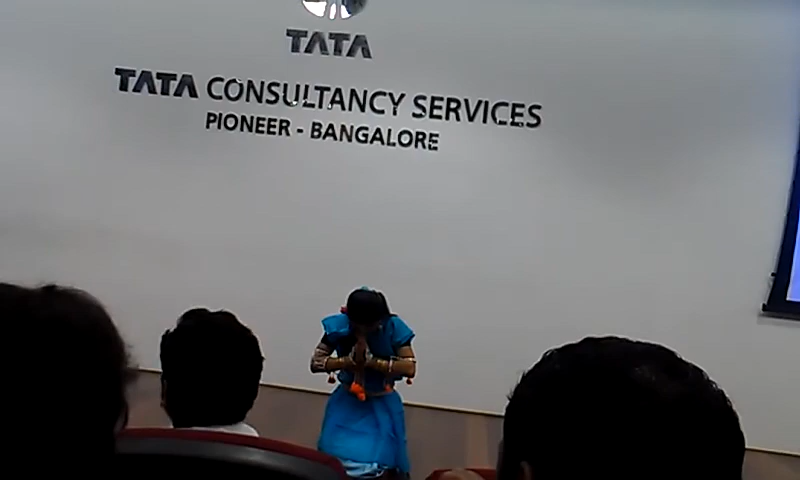 TATA
TATA CONSULTANCY SERVICES
PIONEER - BANGALORE